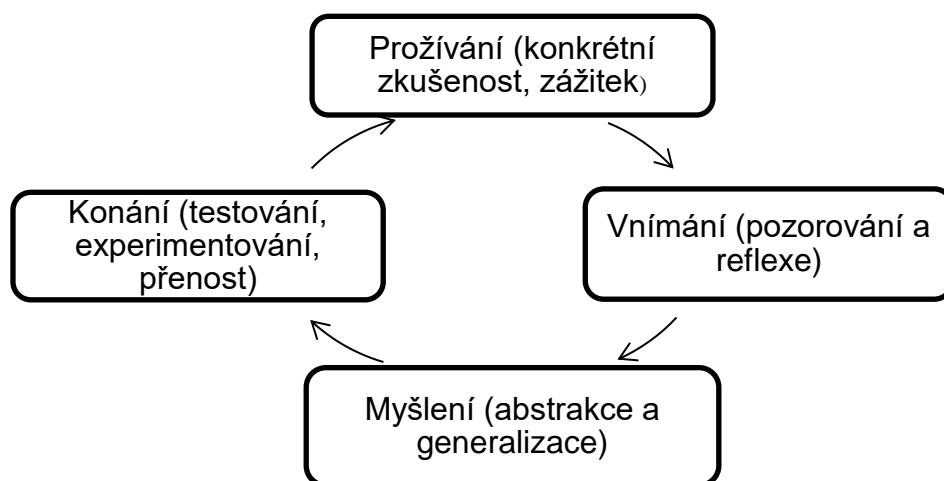 Prožívání (konkrétní
zkušenost, zážitek)
Vnímání (pozorování a
reflexe)
Myšlení (abstrakce a
generalizace)
Konání (testování,
experimentování,
přenost)